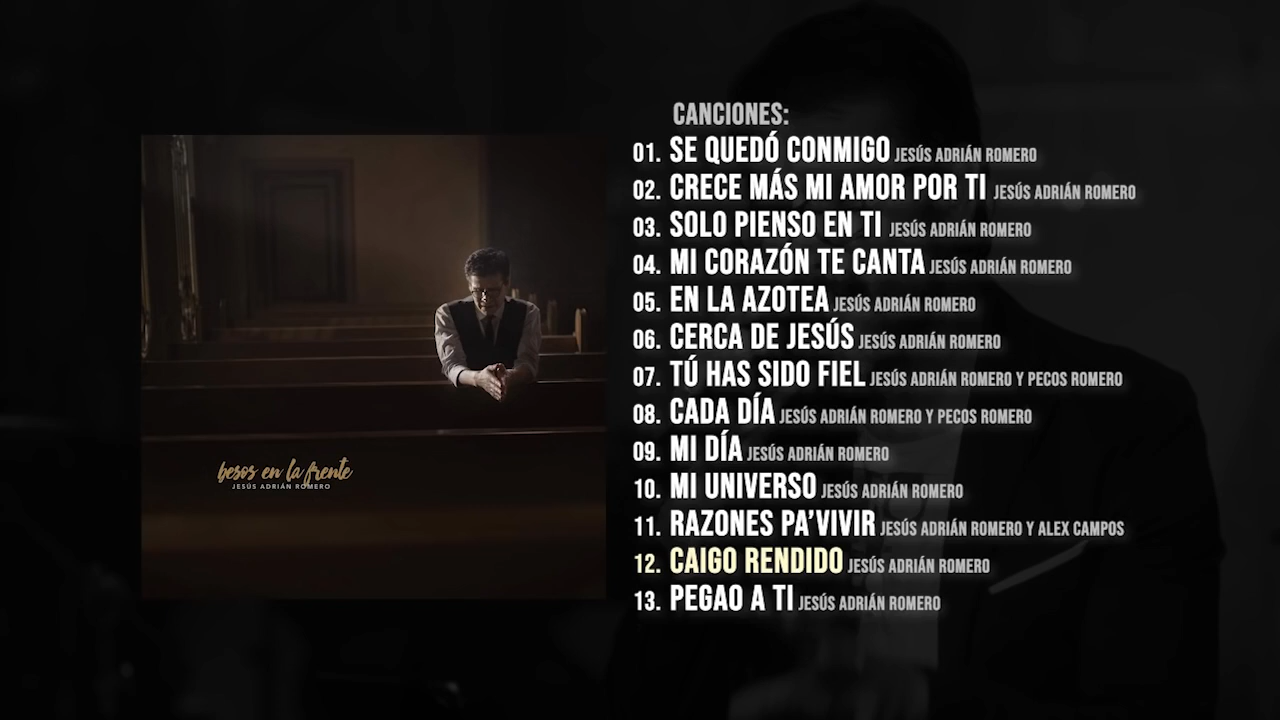 CANCIONES:
01. SE QUEDÓ CONMIGO JESÚS ADRIÁN ROMERO
02. CRECE MÁS MI AMOR POR TI JESÚS ADRIÁN ROMERO
03. SOLO PIENSO EN TI JESÚS ADRIÁN ROMERO
04. MI CORAZÓN TE CANTA JESÚS ADRIÁN ROMERO
05. EN LA AZOTEA JESÚS ADRIÁN ROMERO
06. CERCA DE JESÚS JESÚS ADRIÁN ROMERO
07. TÚ HAS SIDO FIEL JESÚS ADRIÁN ROMERO Y PECOS ROMERO
08. CADA DÍA JESÚS ADRIÁN ROMERO Y PECOS ROMERO
09. MI DÍA JESÚS ADRIÁN ROMERO
10. MI UNIVERSO JESÚS ADRIÁN ROMERO
11. RAZONES PA'VIVIR JESÚS ADRIÁN ROMERO Y ALEX CAMPOS
12. CAIGO RENDIDO JESÚS ADRIÁN ROMERO
13. PEGAO A TI JESÚS ADRIÁN ROMERO
besos en la frente
JESÚS ADRIÁN ROMERO